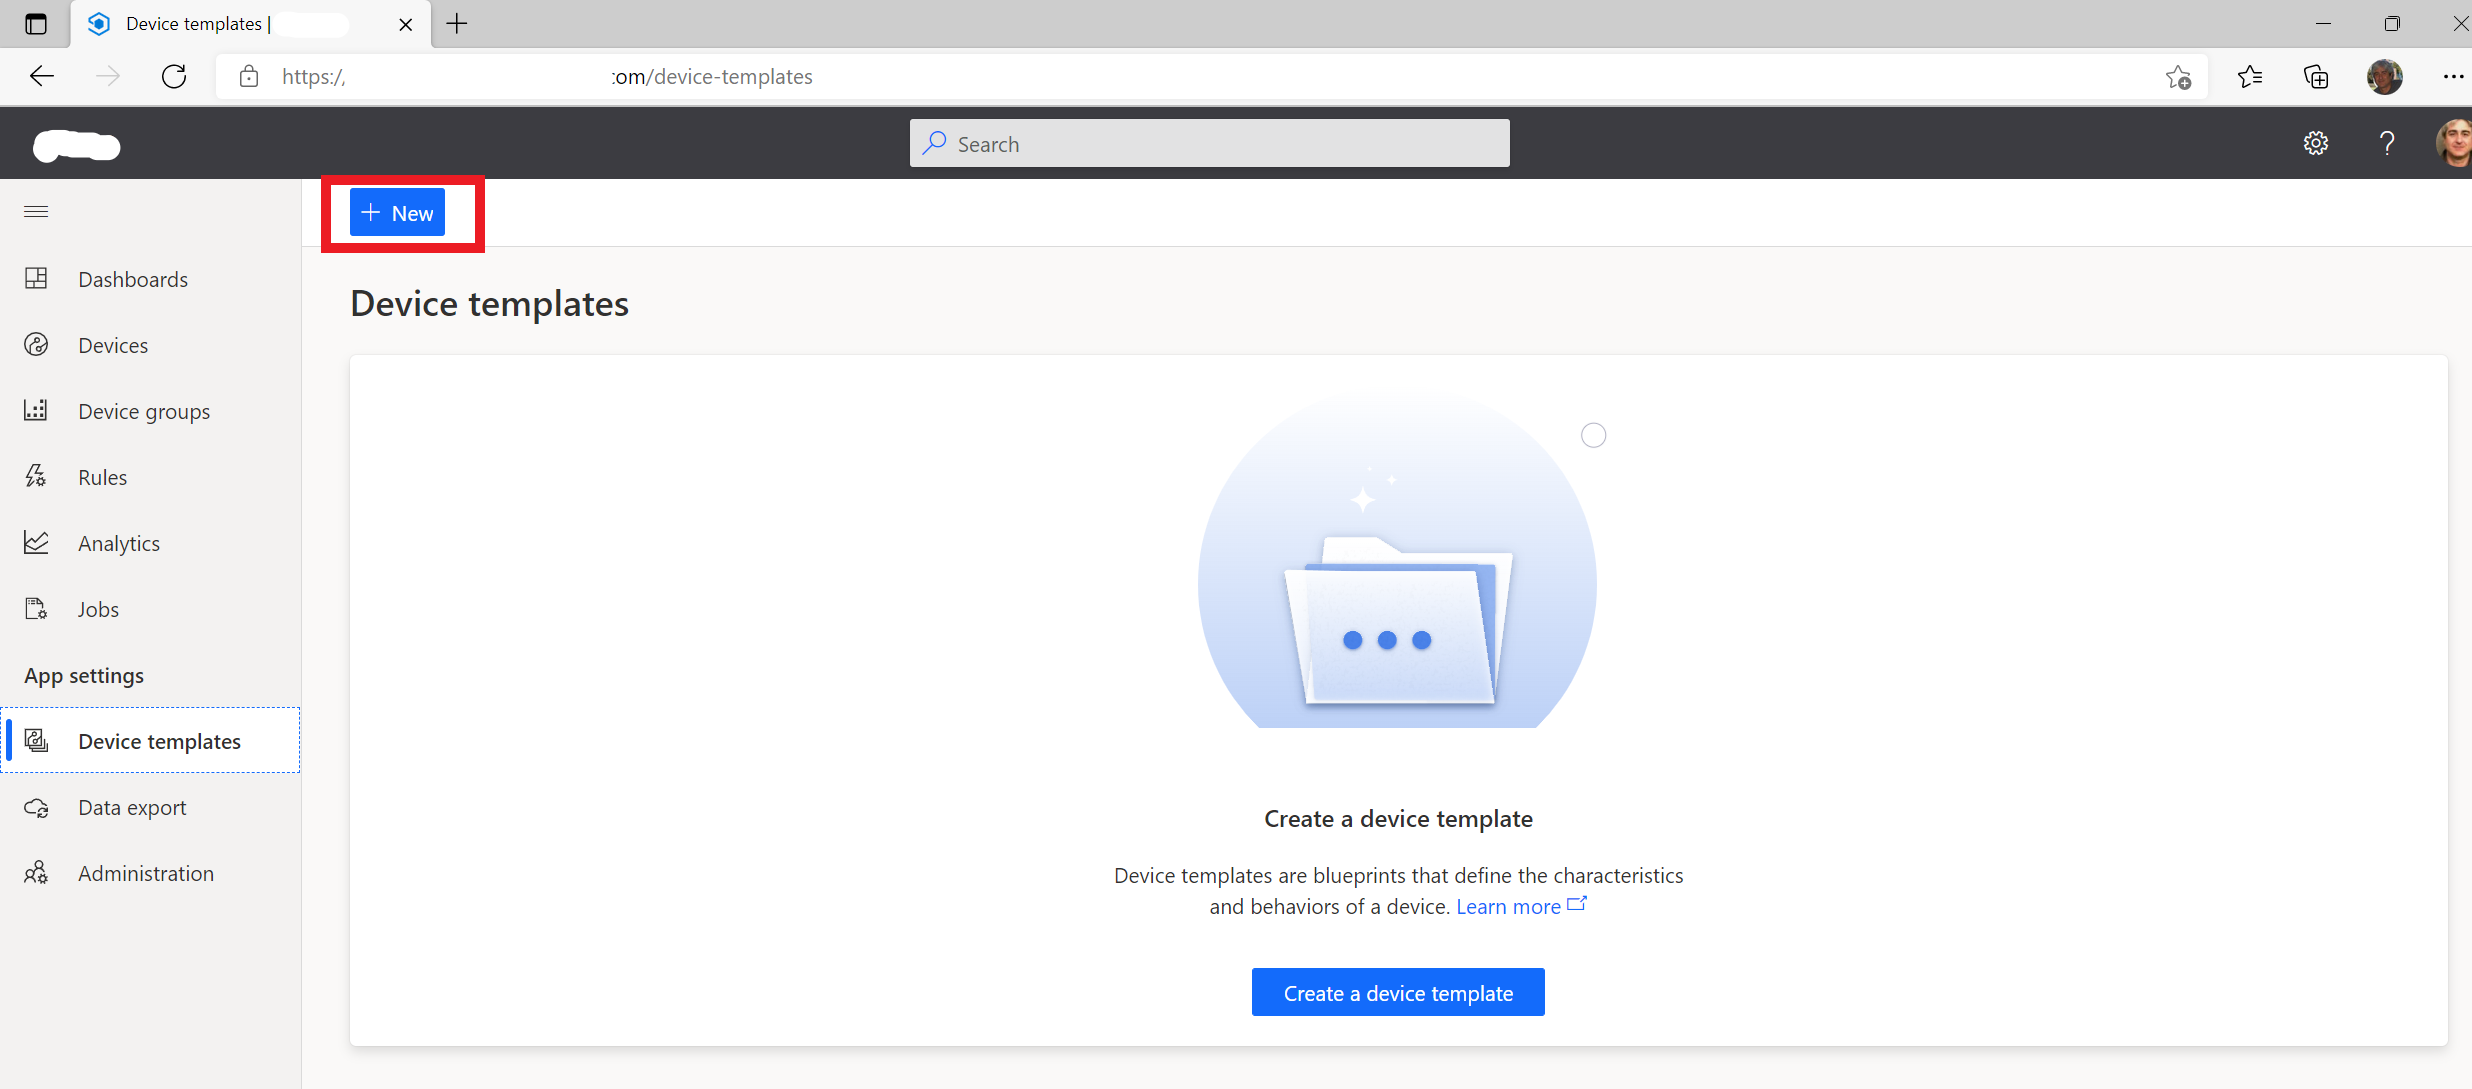 Device templates |
https:/,
om/device-templates
Search
New
Dashboards
Devices
Device groups
Rules
Analytics
Jobs
App settings
Device templates
Data export
Administration
Device templates
Create a device template
Device templates are blueprints that define the characteristics
and behaviors of a device. Learn more
Create a device template